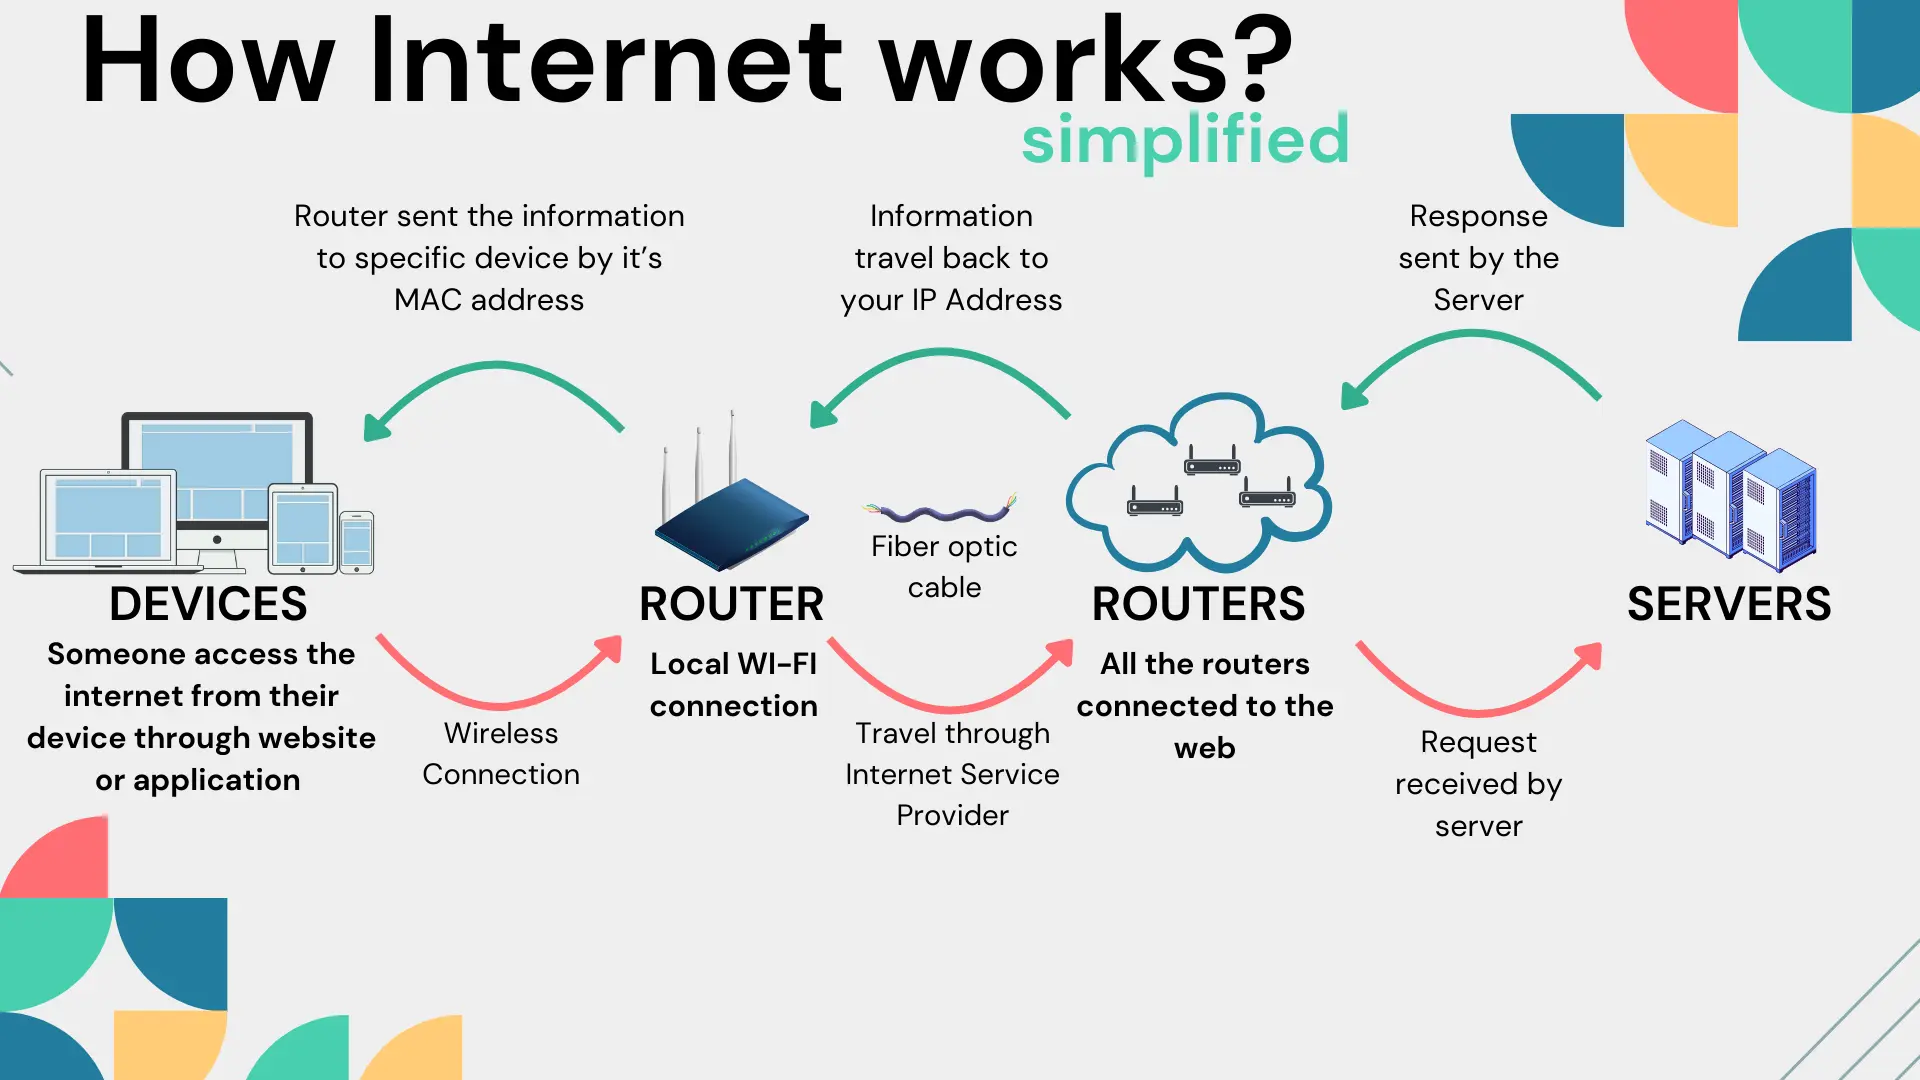 How Internet works?
simplified
Router sent the information
to specific device by it’s
MAC address
Information
travel back to
your IP Address
Response
sent by the
Server
Fiber optic
cable
DEVICES
Someone access the
internet from their
device through website
or application
Wireless
Connection
ROUTER
Local WI-FI
connection
Travel through
Internet Service
Provider
ROUTERS
All the routers
connected to the
web
Request
received by
server
SERVERS